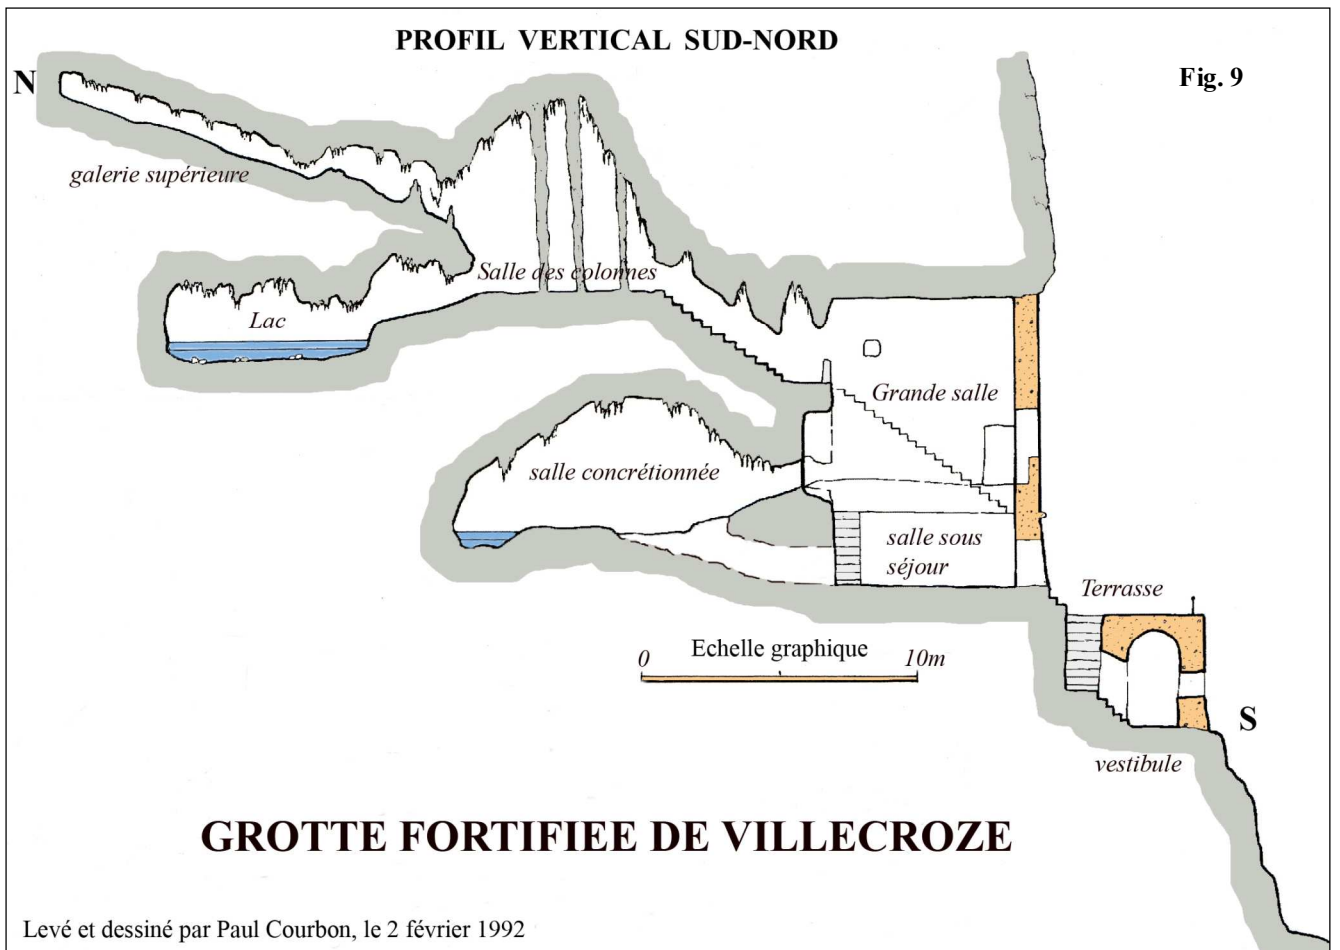 PROFIL VERTICAL SUD-NORD
N
Fig. 9
galerie supérieure
Salle des colonnes
Lac
Grande salle
salle concrétionnée
salle sous
séjour
Terrasse
Echelle graphique
0
10m
S
vestibule
GROTTE FORTIFIEE DE VILLECROZE
Levé et dessiné par Paul Courbon, le 2 février 1992